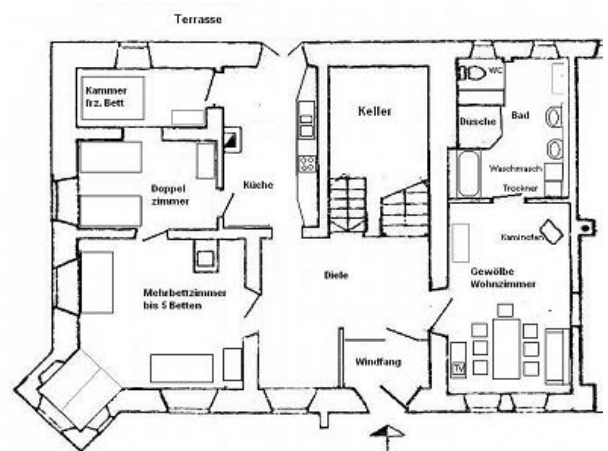 Terrasse
Kammer
frz. Bett
WC
Keller
Dusche
Bad
Doppel
zimmer
Küche
Waschmasch
Trockner
Kaminofen
Diele
Gewölbe
Wohnzimmer
Mehrbettzimmer
bis 5 Betten
Windfang
TV